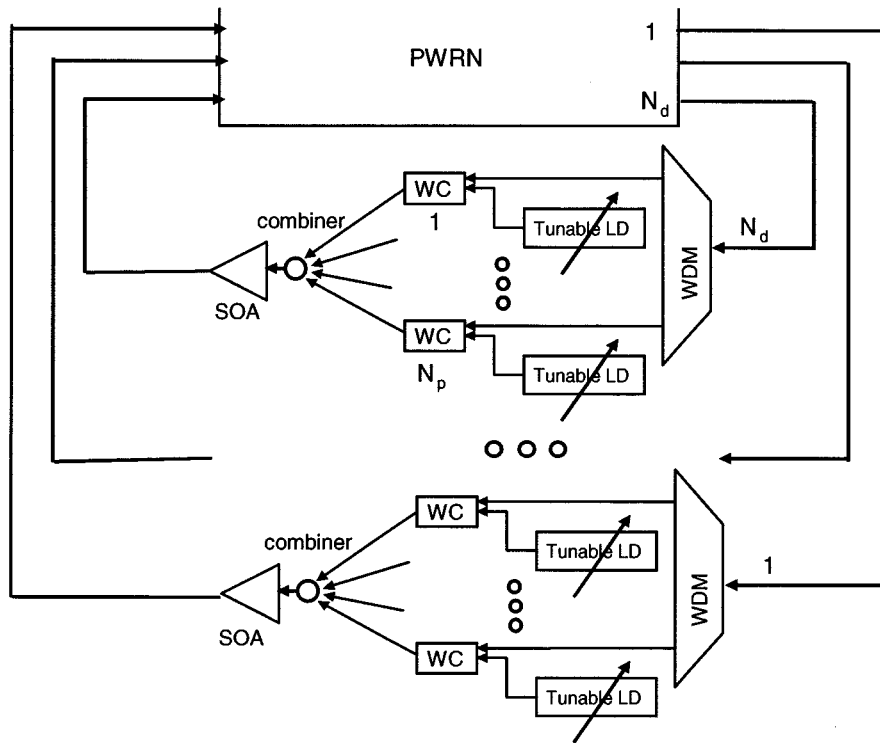 1
PWRN
N_d
WC
1
Tunable LD
combiner
N_d
WDM
SOA
WC
N_p
Tunable LD
WC
Tunable LD
combiner
1
WDM
SOA
WC
Tunable LD